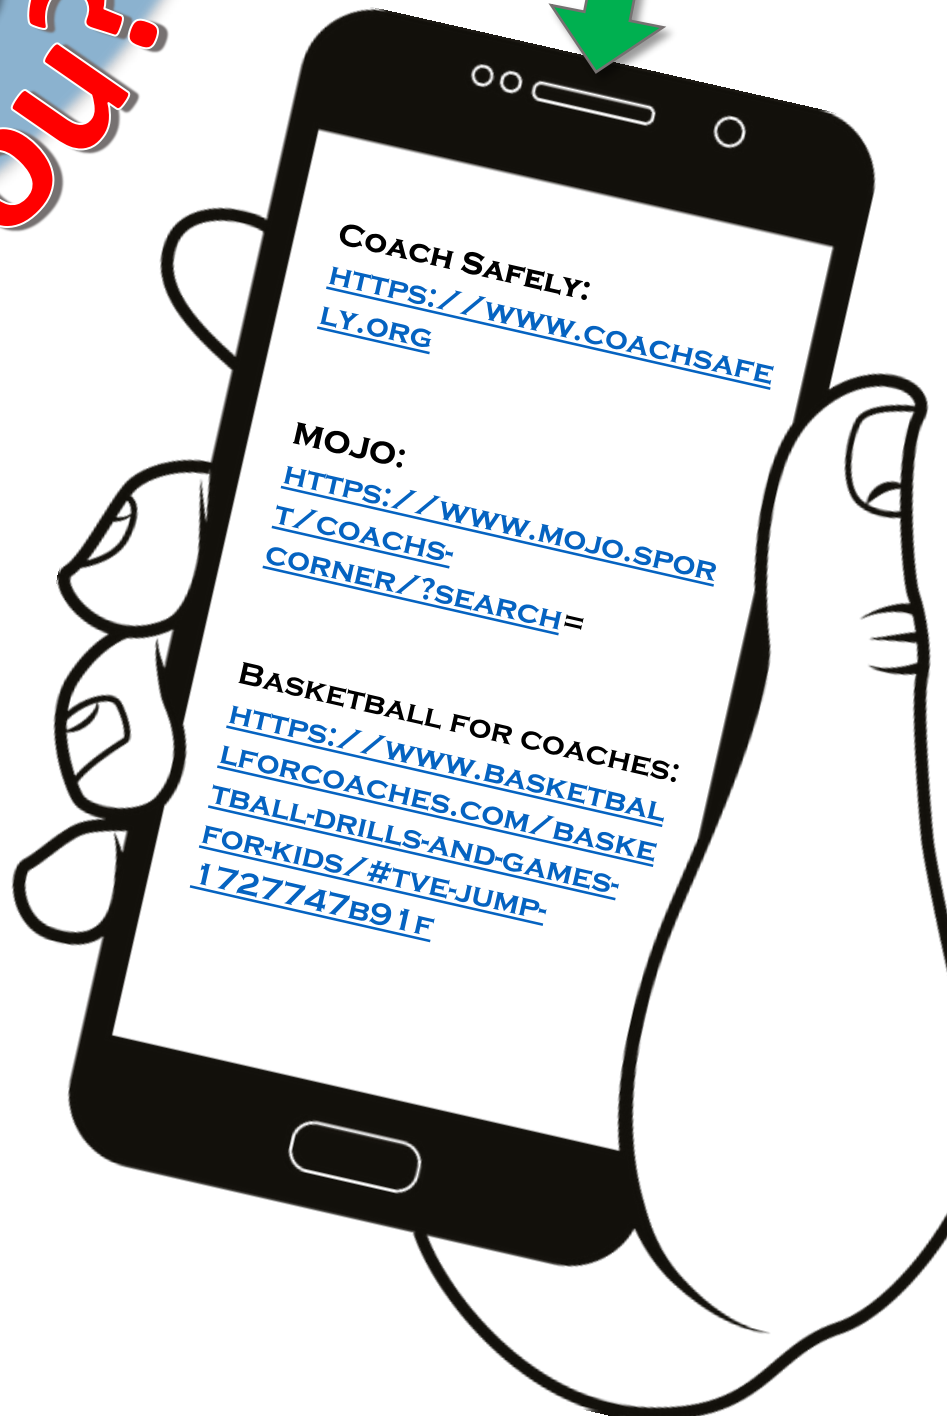 ou?
Coach Safely:
https://www.coachsafe
ly.org
MOJO:
https://www.mojo.spor
t/coachs-
corner/?search=
Basketball for coaches:
https://www.basketbal
lforcoaches.com/baske
tball-drills-and-games-
for-kids/#tve-jump-
1727747b91f